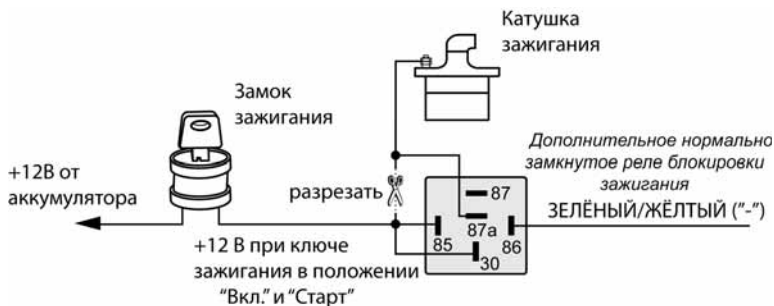 Катушка
зажигания
Замок
зажигания
Дополнительное нормально
замкнутое реле блокировки
зажигания
+12В от
аккумулятора
разрезать
87
ЗЕЛЁНЫЙ/ЖЁЛТЫЙ ("-")
87a
85
86
30
+12 В при ключе
зажигания в положении
"Вкл." и "Старт"